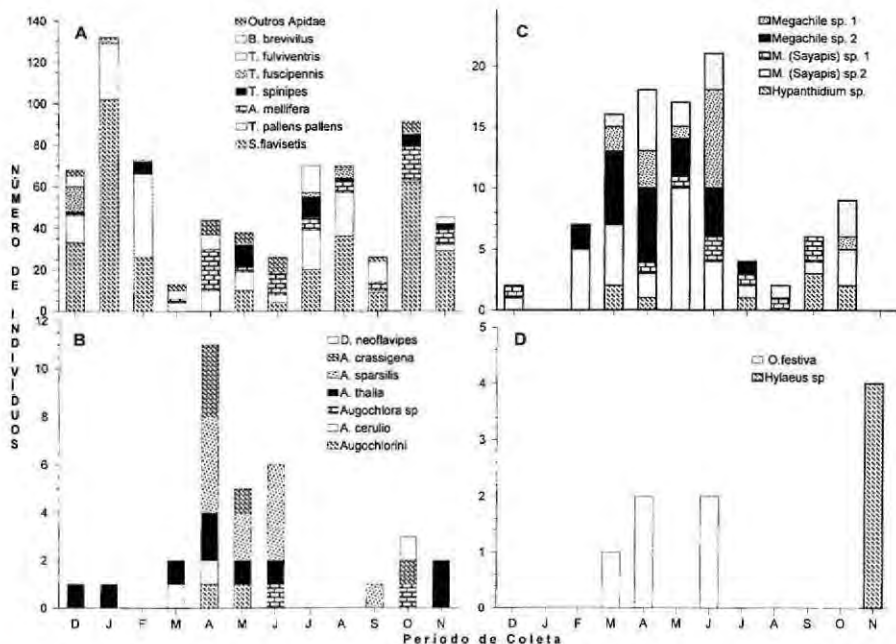 NÚMERO DE INDIVÍDUOS
A
Outros Apidae
B. brevivilus
T. fulviventris
T. fuscipennis
T. spinipes
A. mellifera
T. pallens pallens
S.flavisetis
140
120
100
80
60
40
20
0
C
Megachile sp. 1
Megachile sp. 2
M. (Sayapis) sp. 1
M. (Sayapis) sp.2
Hypanthidium sp.
20
15
10
5
0
B
D. neoflavipes
A. crassigena
A. sparsilis
A. thalia
Augochlora sp
A. cerulio
Augochlorini
12
10
8
6
4
2
0
D J F M A M J J A S O N
D
O.festiva
Hylaeus sp
5
4
3
2
1
0
D J F M A M J J A S O N
Período de Coleta